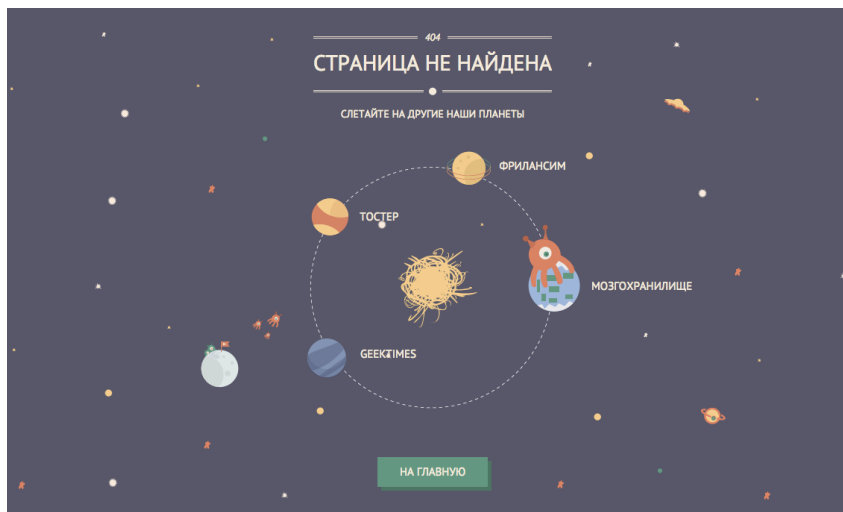 404
СТРАНИЦА НЕ НАЙДЕНА
СЛЕТАЙТЕ НА ДРУГИЕ НАШИ ПЛАНЕТЫ
ФРИЛАНСИМ
ТОСТЕР
МОЗГОХРАНИЛИЩЕ
GEEKTIMES
НА ГЛАВНУЮ